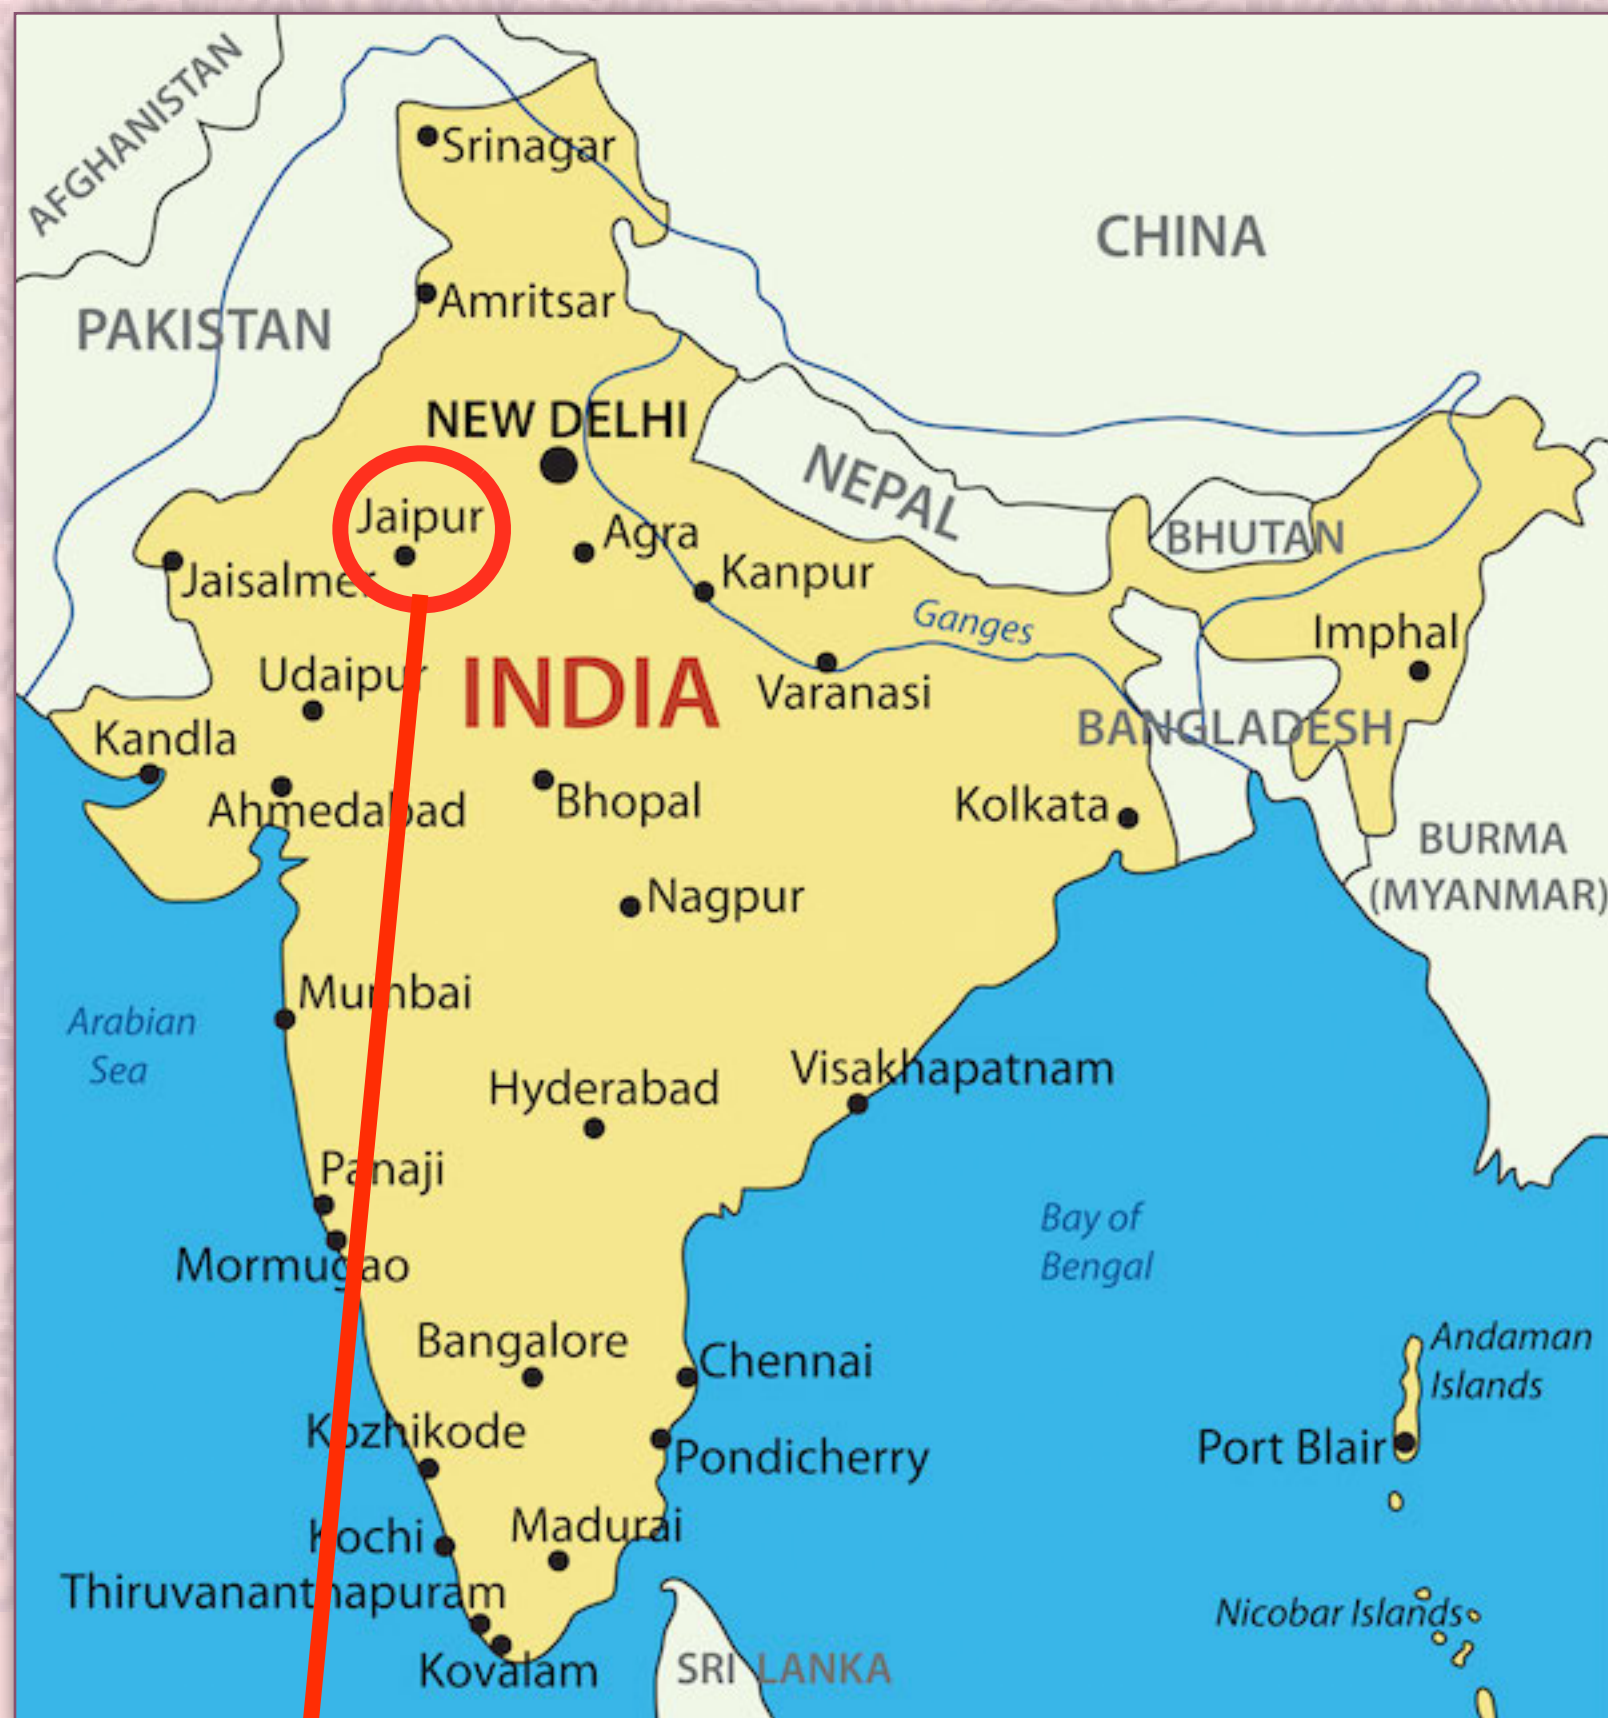 AFGHANISTAN
Srinagar
CHINA
Amritsar
PAKISTAN
NEW DELHI
NEPAL
Jaipur
Agra
BHUTAN
Jaisalmer
Kanpur
Ganges
Imphal
Udaipur
INDIA
Varanasi
BANGLADESH
Kandla
Ahmedabad
Bhopal
Kolkata
BURMA
(MYANMAR)
Nagpur
Mumbai
Arabian
Sea
Hyderabad
Visakhapatnam
Panaji
Bay of
Bengal
Mormugao
Bangalore
Chennai
Andaman
Islands
Kozhikode
Pondicherry
Port Blair
Kochi
Madurai
Thiruvananthapuram
Nicobar Islands
Kovalam
SRI LANKA